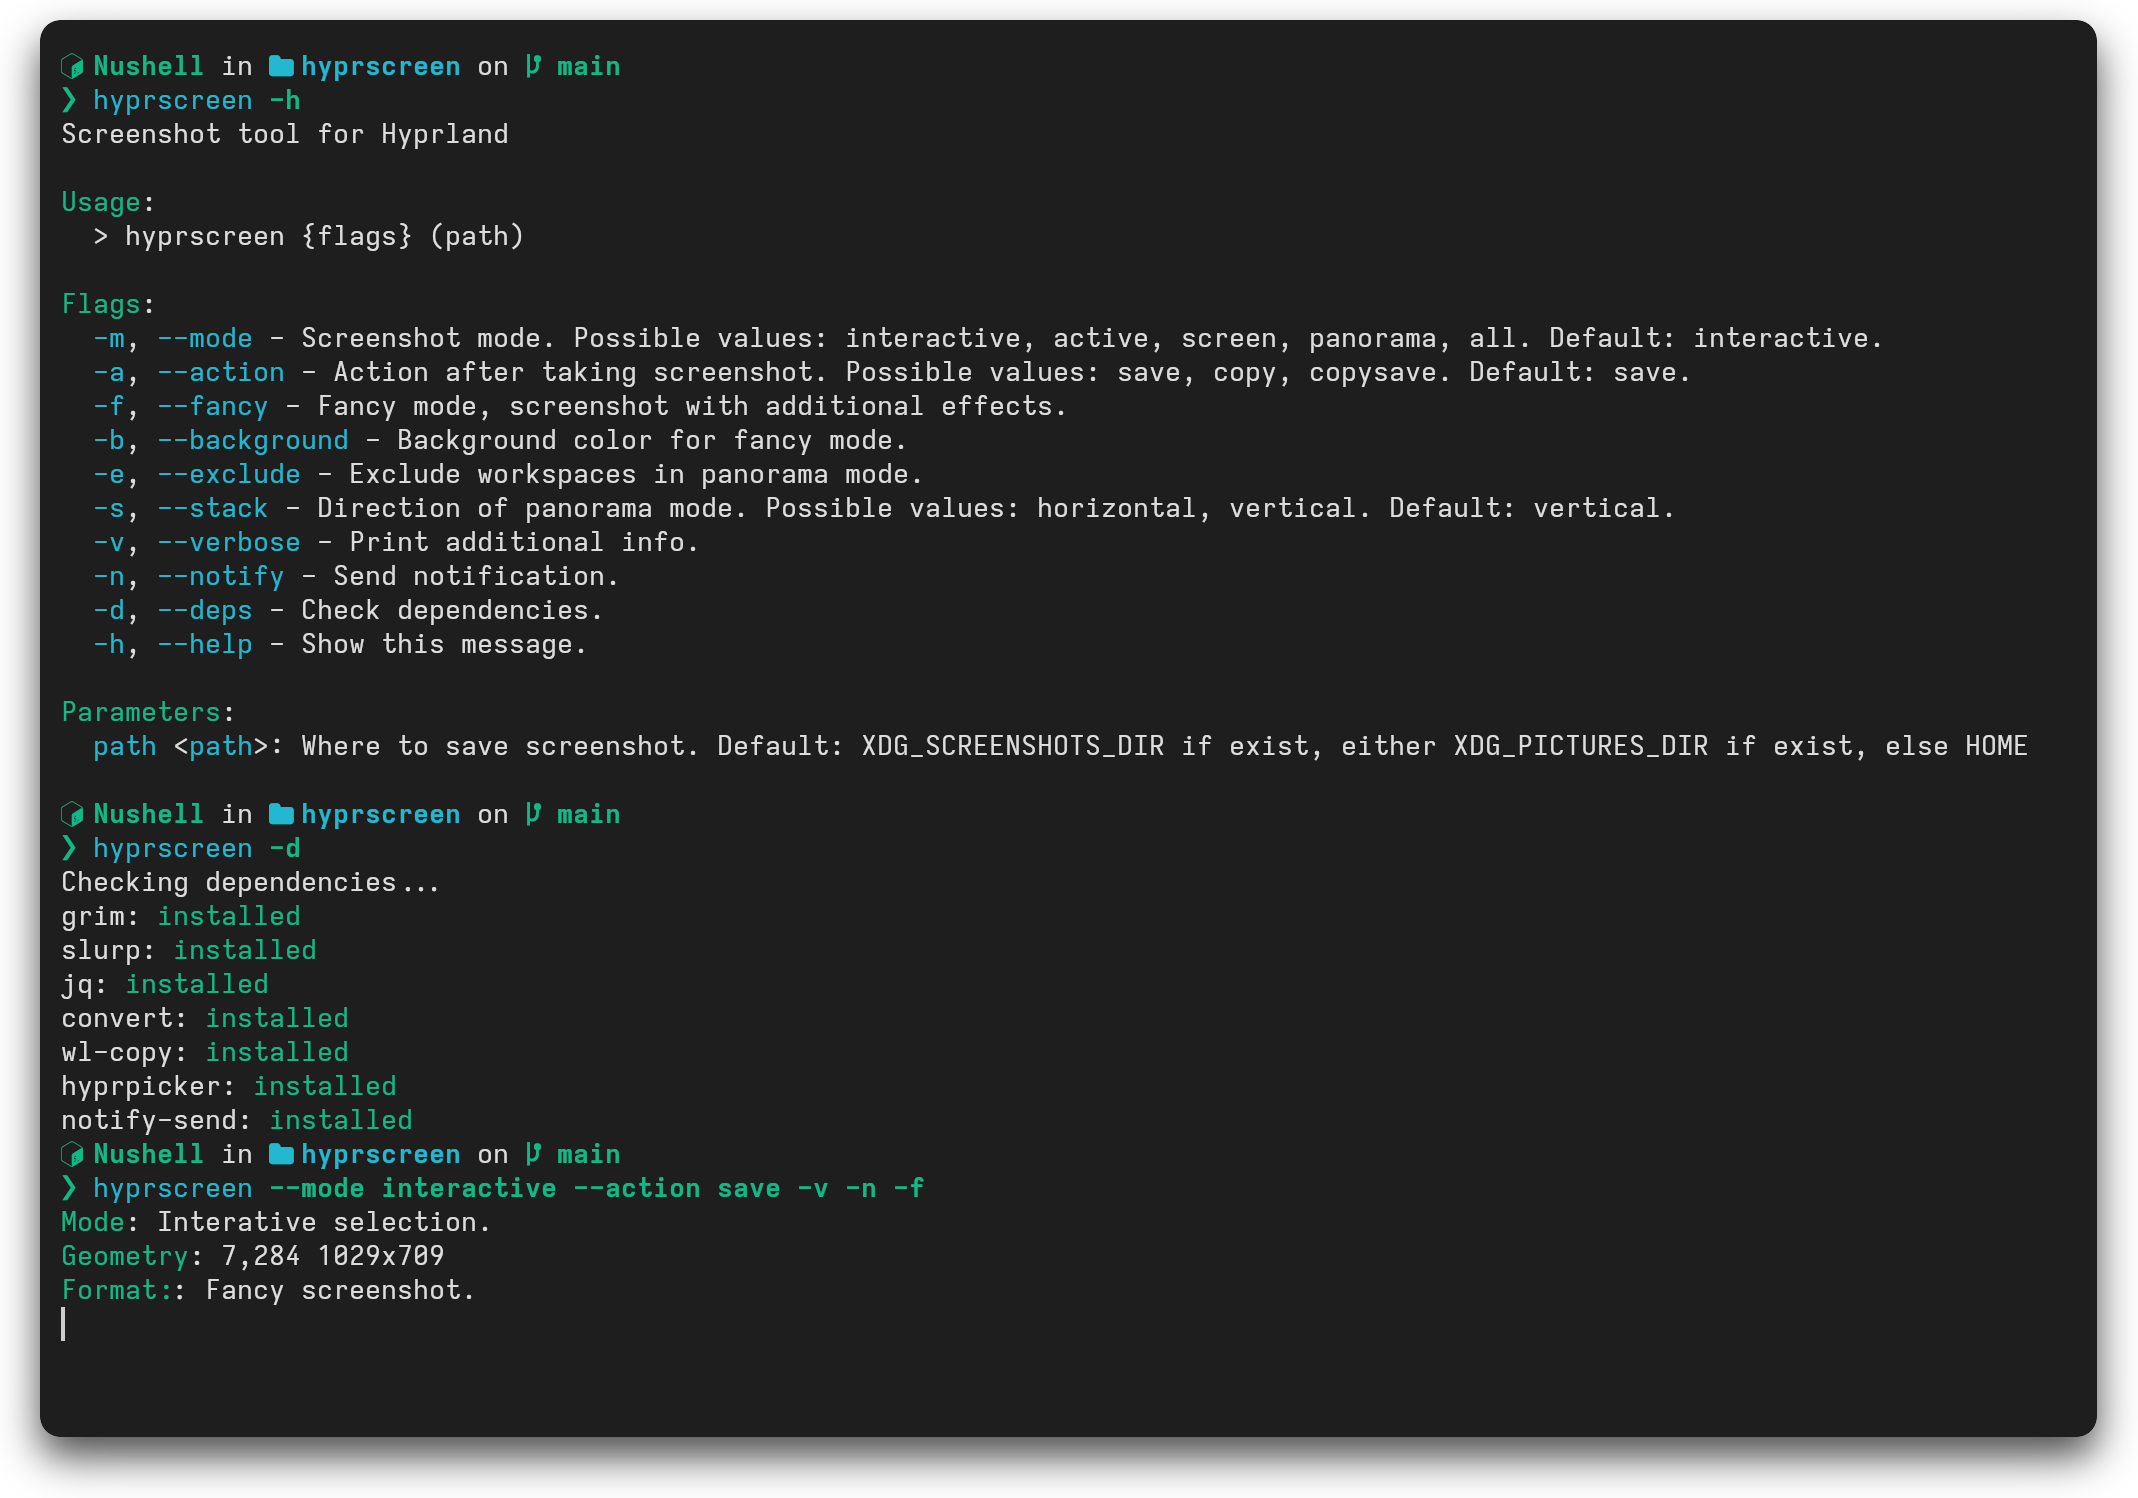 Nushell in hyprscreen on main
❯ hyprscreen -h
Screenshot tool for Hyprland
Usage:
> hyprscreen {flags} (path)
Flags:
-m, --mode - Screenshot mode. Possible values: interactive, active, screen, panorama, all. Default: interactive.
-a, --action - Action after taking screenshot. Possible values: save, copy, copysave. Default: save.
-f, --fancy - Fancy mode, screenshot with additional effects.
-b, --background - Background color for fancy mode.
-e, --exclude - Exclude workspaces in panorama mode.
-s, --stack - Direction of panorama mode. Possible values: horizontal, vertical. Default: vertical.
-v, --verbose - Print additional info.
-n, --notify - Send notification.
-d, --deps - Check dependencies.
-h, --help - Show this message.
Parameters:
path <path>: Where to save screenshot. Default: XDG_SCREENSHOTS_DIR if exist, either XDG_PICTURES_DIR if exist, else HOME
Nushell in hyprscreen on main
❯ hyprscreen -d
Checking dependencies...
grim: installed
slurp: installed
jq: installed
convert: installed
wl-copy: installed
hyprpicker: installed
notify-send: installed
Nushell in hyprscreen on main
❯ hyprscreen --mode interactive --action save -v -n -f
Mode: Interative selection.
Geometry: 7,284 1029x709
Format:: Fancy screenshot.